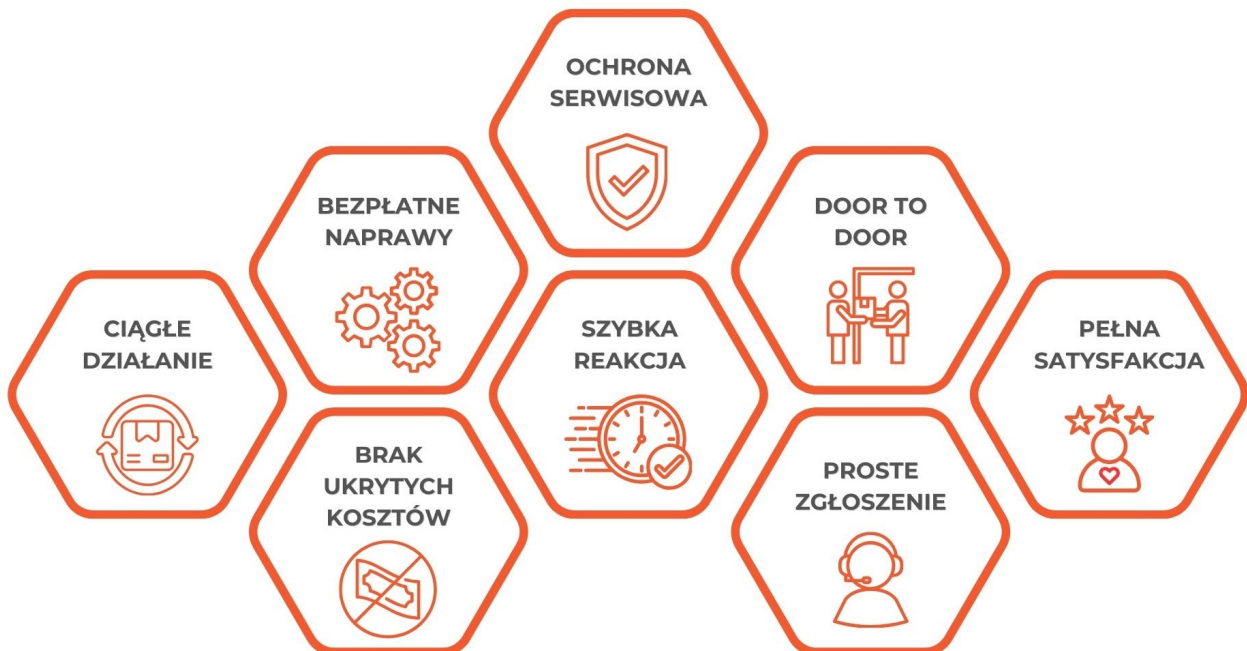 OCHRONA
SERWISOWA
BEZPŁATNE
NAPRAWY
DOOR TO
DOOR
CIĄGŁE
DZIAŁANIE
SZYBKA
REAKCJA
PEŁNA
SATYSFAKCJA
BRAK
UKRYTYCH
KOSZTÓW
PROSTE
ZGŁOSZENIE